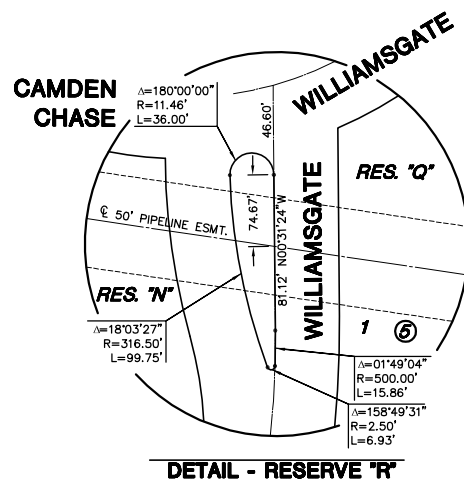 CAMDEN
CHASE
Δ=180°00'00"
R=11.46'
L=36.00'
WILLIAMSGATE
46.60'
RES. "Q"
74.67'
℄ 50' PIPELINE ESMT.
81.12' N00°31'24"W
WILLIAMSGATE
RES. "N"
1 5
Δ=18°03'27"
R=316.50'
L=99.75'
Δ=01°49'04"
R=500.00'
L=15.86'
Δ=158°49'31"
R=2.50'
L=6.93'
DETAIL - RESERVE "R"